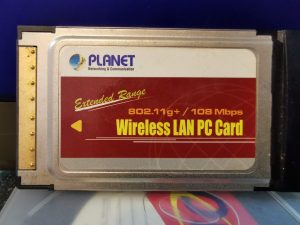 PLANET
Networking & Communication
Extended Range
802.11g+ / 108 Mbps
Wireless LAN PC Card